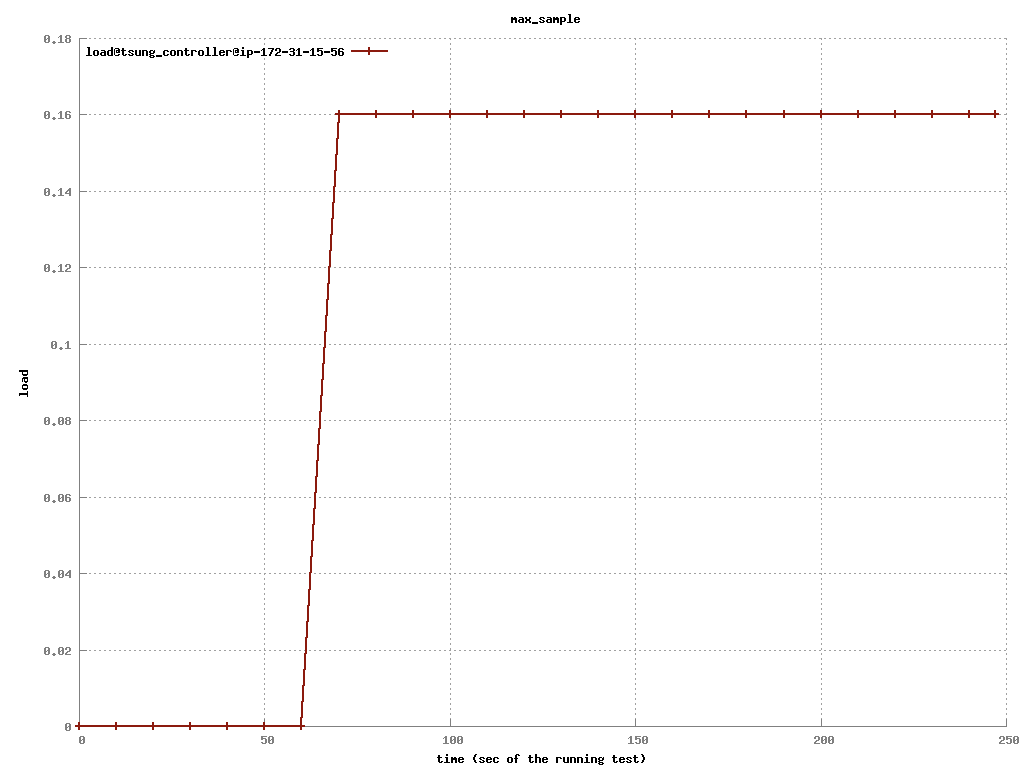 max_sample
load@tsung_controller@ip-172-31-15-56
0.18
0.16
0.14
0.12
0.1
0.08
0.06
0.04
0.02
0
load
0 50 100 150 200 250
time (sec of the running test)